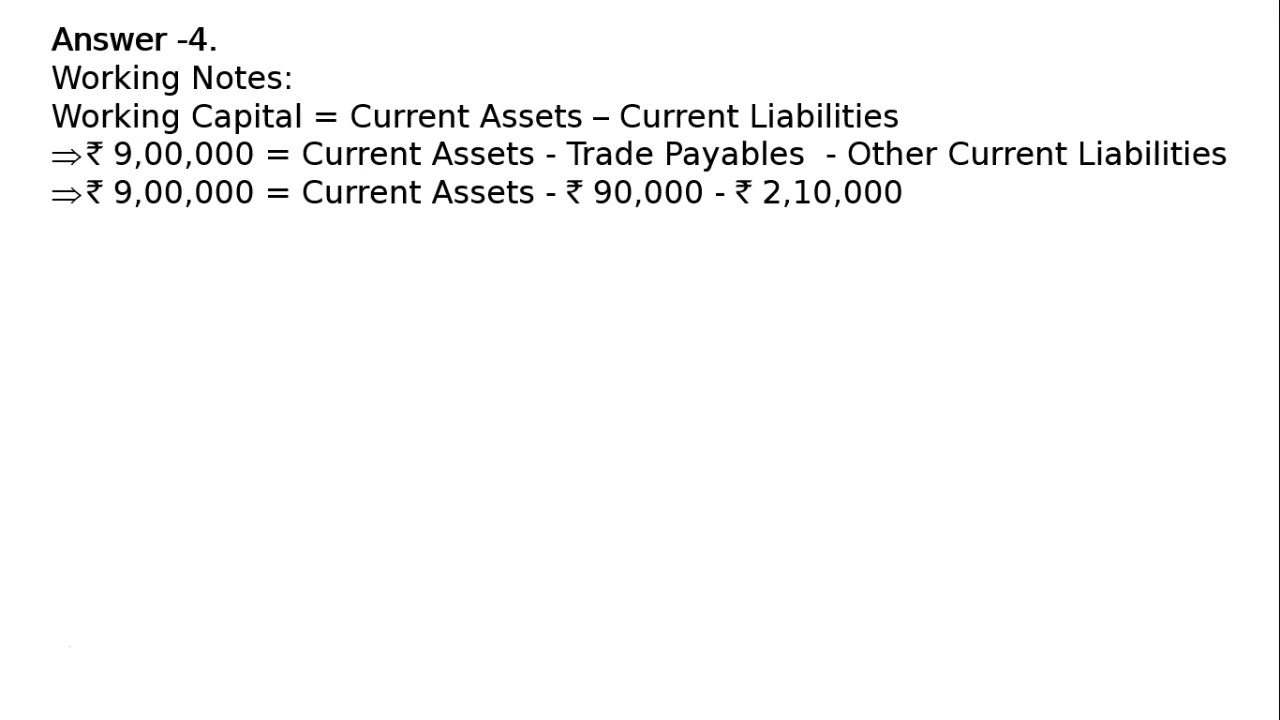 Answer -4.
Working Notes:
Working Capital = Current Assets – Current Liabilities
⇒₹ 9,00,000 = Current Assets - Trade Payables  - Other Current Liabilities
⇒₹ 9,00,000 = Current Assets - ₹ 90,000 - ₹ 2,10,000